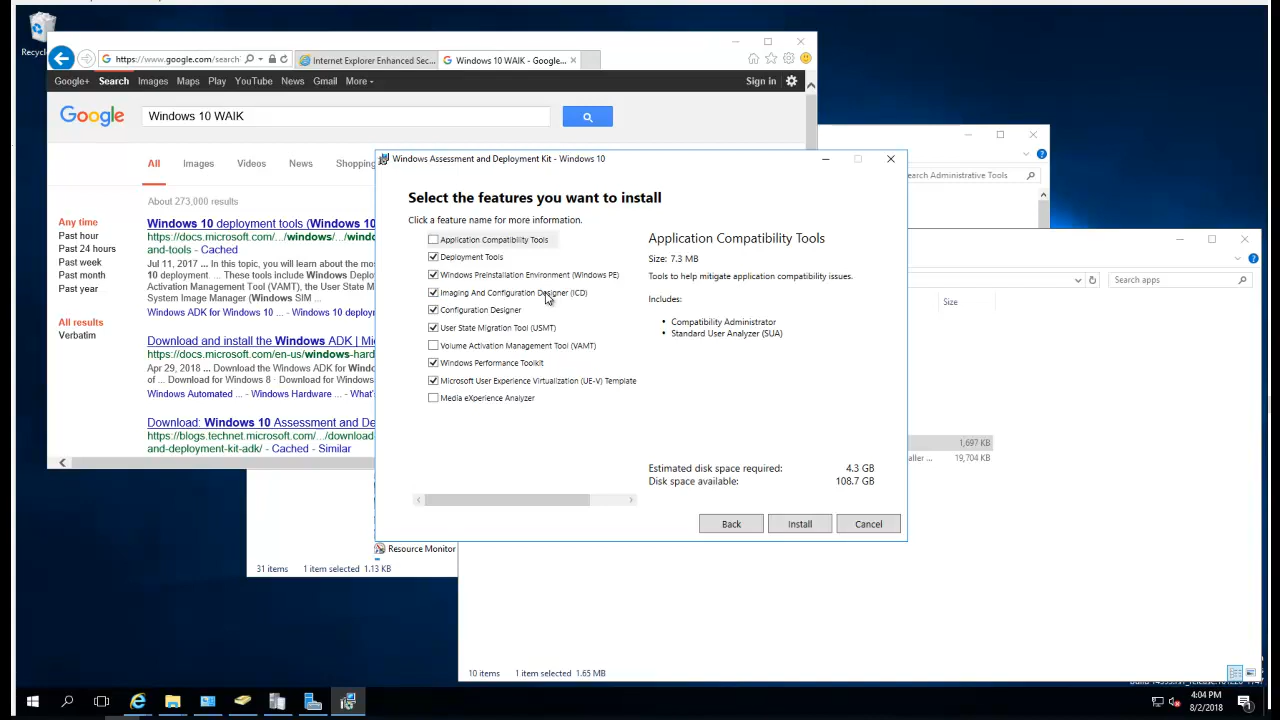 Recycl
https://www.google.com/search
Internet Explorer Enhanced Sec...
Windows 10 WAIK - Google...
Google+ Search Images Maps Play YouTube News Gmail More
Sign in
Google
Windows 10 WAIK
All Images Videos News Shopping
About 273,000 results
Any time
Past hour
Past 24 hours
Past week
Past month
Past year
All results
Verbatim
Windows 10 deployment tools (Windows 10
https://docs.microsoft.com/.../windows/...windo
and-tools - Cached
Jul 11, 2017 ... In this section, you will learn about the mos
10 deployment. ... These tools include Windows Deploy
Activation Management Tool (VAMT), the User State M
System Image Manager (Windows SIM ...
Windows ADK for Windows 10 ... - Windows 10 deploym
Download and install the Windows ADK | Mi
https://docs.microsoft.com/en-us/windows-hard
Apr 29, 2018 ... Download the Windows ADK for Window
of ... Download for Windows 8 · Download for Windows
Windows Automated ... - Windows Hardware ... - What's
Download: Windows 10 Assessment and De
https://blogs.technet.microsoft.com/.../download
and-deployment-kit-adk/ - Cached - Similar
Windows Assessment and Deployment Kit - Windows 10
Select the features you want to install
Click a feature name for more information.
Application Compatibility Tools
Deployment Tools
Windows Preinstallation Environment (Windows PE)
Imaging And Configuration Designer (ICD)
Configuration Designer
User State Migration Tool (USMT)
Volume Activation Management Tool (VAMT)
Windows Performance Toolkit
Microsoft User Experience Virtualization (UE-V) Template
Media eXperience Analyzer
Application Compatibility Tools
Size: 7.3 MB
Tools to help mitigate application compatibility issues.
Includes:
• Compatibility Administrator
• Standard User Analyzer (SUA)
Estimated disk space required: 4.3 GB
Disk space available: 108.7 GB
Back Install Cancel
earch Administrative Tools
Search apps
Size
1,697 KB
aller ... 19,704 KB
Resource Monitor
31 items 1 item selected 1.13 KB
10 items 1 item selected 1.65 MB
4:04 PM
8/2/2018